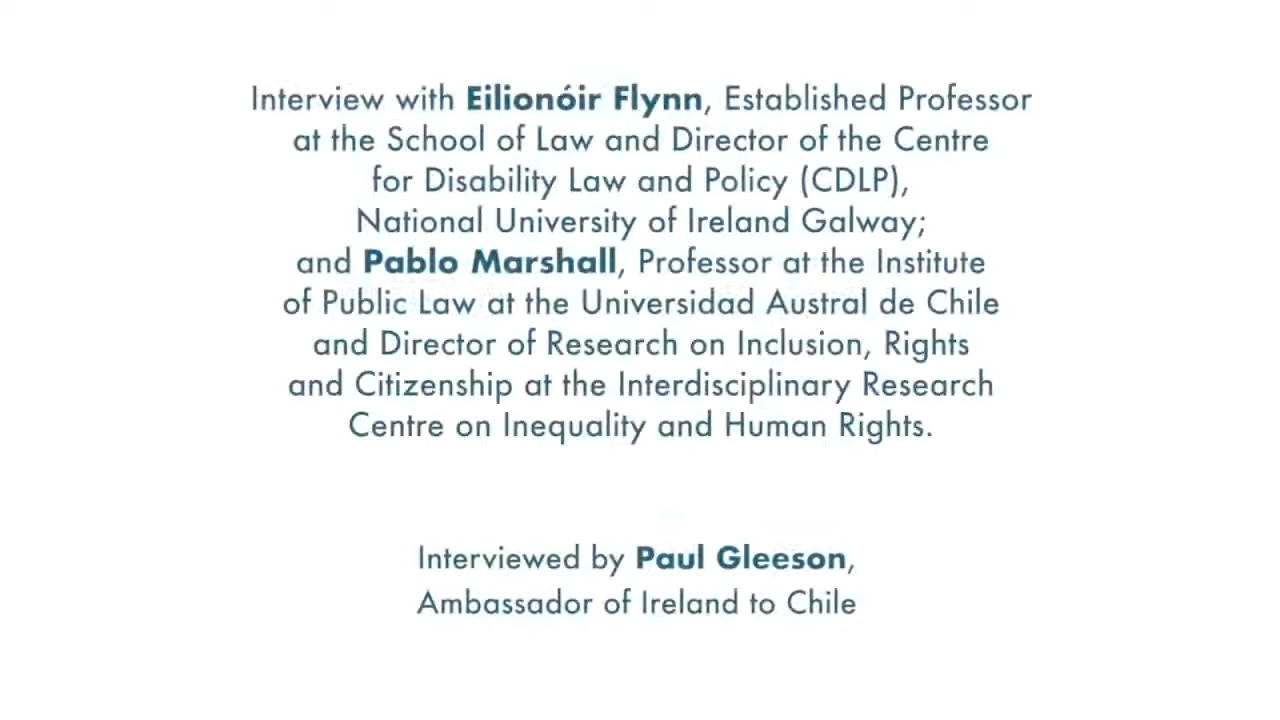 Interview with Eilionóir Flynn, Established Professor
at the School of Law and Director of the Centre
for Disability Law and Policy (CDLP),
National University of Ireland Galway;
and Pablo Marshall, Professor at the Institute
of Public Law at the Universidad Austral de Chile
and Director of Research on Inclusion, Rights
and Citizenship at the Interdisciplinary Research
Centre on Inequality and Human Rights.
Interviewed by Paul Gleeson,
Ambassador of Ireland to Chile